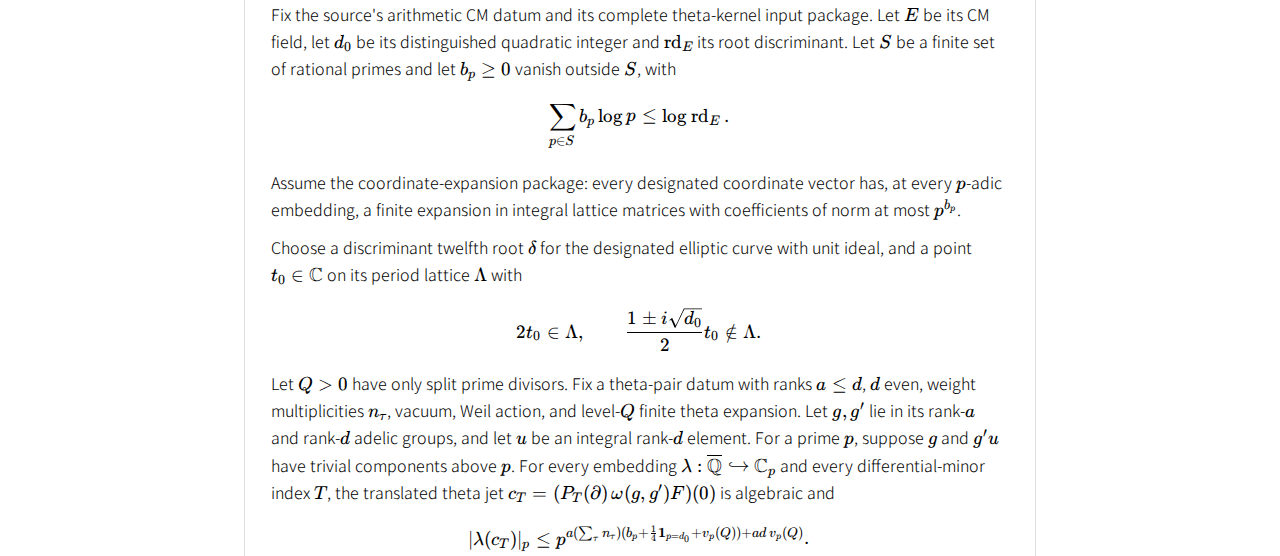 Fix the source's arithmetic CM datum and its complete theta-kernel input package. Let E be its CM
field, let d₀ be its distinguished quadratic integer and rd_E its root discriminant. Let S be a finite set
of rational primes and let b_p ≥ 0 vanish outside S, with
∑_{p∈S} b_p log p ≤ log rd_E .
Assume the coordinate-expansion package: every designated coordinate vector has, at every p-adic
embedding, a finite expansion in integral lattice matrices with coefficients of norm at most p^{b_p}.
Choose a discriminant twelfth root δ for the designated elliptic curve with unit ideal, and a point
t₀ ∈ ℂ on its period lattice Λ with
2t₀ ∈ Λ, (1 ± i√d₀)/2 t₀ ∉ Λ.
Let Q > 0 have only split prime divisors. Fix a theta-pair datum with ranks a ≤ d, d even, weight
multiplicities n_τ, vacuum, Weil action, and level-Q finite theta expansion. Let g, g′ lie in its rank-a
and rank-d adelic groups, and let u be an integral rank-d element. For a prime p, suppose g and g′u
have trivial components above p. For every embedding λ : \overline{ℚ} ↪ ℂ_p and every differential-minor
index T, the translated theta jet c_T = (P_T(∂) ω(g, g′)F)(0) is algebraic and
|λ(c_T)|_p ≤ p^{a(∑_τ n_τ)(b_p + \frac{1}{4} 1_{p=d₀} + v_p(Q)) + ad v_p(Q)}.